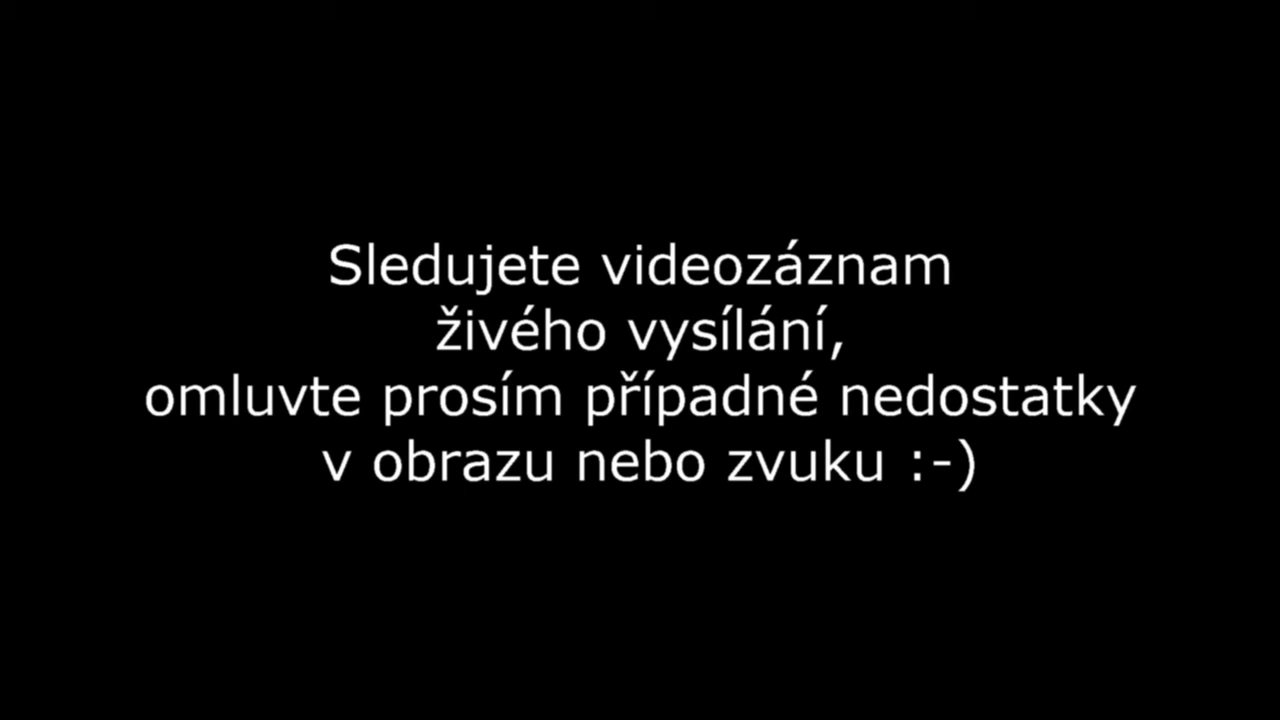 Sledujete videozáznam
živého vysílání,
omluvte prosím případné nedostatky
v obrazu nebo zvuku :-)